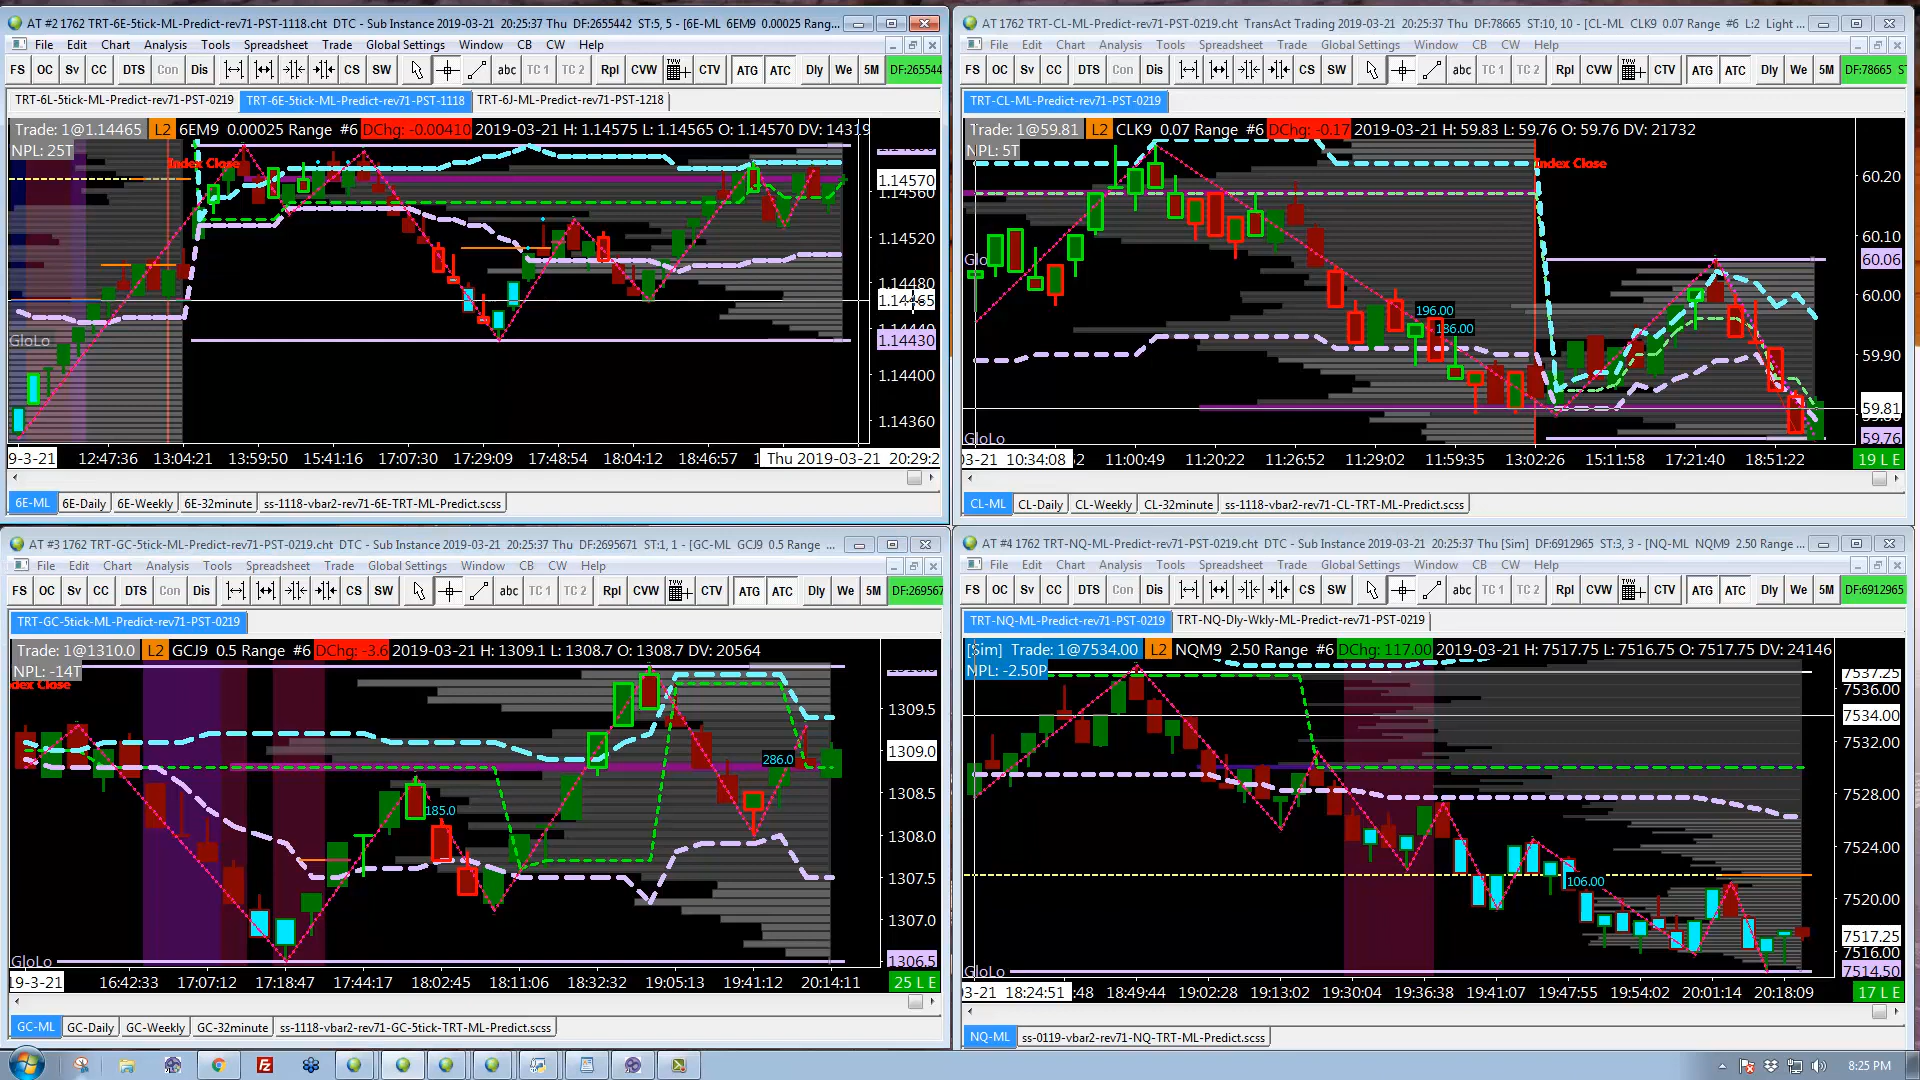 AT #2 1762 TRT-6E-5tick-ML-Predict-rev71-PST-1118.cht DTC - Sub Instance 2019-03-21 20:25:37 Thu DF:2655442 ST:5, 5 - [6E-ML 6EM9 0.00025 Rang...
File Edit Chart Analysis Tools Spreadsheet Trade Global Settings Window CB CW Help
FS OC Sv CC DTS Con Dis CS SW abc TC 1 TC 2 Rpl CVW TVW CTV ATG ATC Dly We 5M DF:265544
TRT-6L-5tick-ML-Predict-rev71-PST-0219 TRT-6E-5tick-ML-Predict-rev71-PST-1118 TRT-6J-ML-Predict-rev71-PST-1218
Trade: 1@1.14465 L2 6EM9 0.00025 Range #6 DChg: -0.00410 2019-03-21 H: 1.14575 L: 1.14565 O: 1.14570 DV: 14319
NPL: 25T
Index Close
1.14570
1.14560
1.14520
1.14480
1.14465
1.14440
GloLo
1.14430
1.14400
1.14360
9-3-21 12:47:36 13:04:21 13:59:50 15:41:16 17:07:30 17:29:09 17:48:54 18:04:12 18:46:57 Thu 2019-03-21 20:29:2
6E-ML 6E-Daily 6E-Weekly 6E-32minute ss-1118-vbar2-rev71-6E-TRT-ML-Predict.scss
AT 1762 TRT-CL-ML-Predict-rev71-PST-0219.cht TransAct Trading 2019-03-21 20:25:37 Thu DF:78665 ST:10, 10 - [CL-ML CLK9 0.07 Range #6 L:2 Light ...
File Edit Chart Analysis Tools Spreadsheet Trade Global Settings Window CB CW Help
FS OC Sv CC DTS Con Dis CS SW abc TC 1 TC 2 Rpl CVW TVW CTV ATG ATC Dly We 5M DF:78665 S
TRT-CL-ML-Predict-rev71-PST-0219
Trade: 1@59.81 L2 CLK9 0.07 Range #6 DChg: -0.17 2019-03-21 H: 59.83 L: 59.76 O: 59.76 DV: 21732
NPL: 5T
Index Close
60.20
60.10
60.06
60.00
196.00
186.00
59.90
59.81
GloLo
59.76
03-21 10:34:08 52 11:00:49 11:20:22 11:26:52 11:29:02 11:59:35 13:02:26 15:11:58 17:21:40 18:51:22 19 L E
CL-ML CL-Daily CL-Weekly CL-32minute ss-1118-vbar2-rev71-CL-TRT-ML-Predict.scss
AT #3 1762 TRT-GC-5tick-ML-Predict-rev71-PST-0219.cht DTC - Sub Instance 2019-03-21 20:25:37 Thu DF:2695671 ST:1, 1 - [GC-ML GCJ9 0.5 Range ...
File Edit Chart Analysis Tools Spreadsheet Trade Global Settings Window CB CW Help
FS OC Sv CC DTS Con Dis CS SW abc TC 1 TC 2 Rpl CVW TVW CTV ATG ATC Dly We 5M DF:269567
TRT-GC-5tick-ML-Predict-rev71-PST-0219
Trade: 1@1310.0 L2 GCJ9 0.5 Range #6 DChg: -3.6 2019-03-21 H: 1309.1 L: 1308.7 O: 1308.7 DV: 20564
NPL: -14T
dex Close
1309.5
1309.0
286.0
1308.5
185.0
1308.0
1307.5
1307.0
GloLo
1306.5
19-3-21 16:42:33 17:07:12 17:18:47 17:44:17 18:02:45 18:11:06 18:32:32 19:05:13 19:41:12 20:14:11 25 L E
GC-ML GC-Daily GC-Weekly GC-32minute ss-1118-vbar2-rev71-GC-5tick-TRT-ML-Predict.scss
AT #4 1762 TRT-NQ-ML-Predict-rev71-PST-0219.cht DTC - Sub Instance 2019-03-21 20:25:37 Thu [Sim] DF:6912965 ST:3, 3 - [NQ-ML NQM9 2.50 Range ...
File Edit Chart Analysis Tools Spreadsheet Trade Global Settings Window CB CW Help
FS OC Sv CC DTS Con Dis CS SW abc TC 1 TC 2 Rpl CVW TVW CTV ATG ATC Dly We 5M DF:6912965
TRT-NQ-ML-Predict-rev71-PST-0219 TRT-NQ-Dly-Wkly-ML-Predict-rev71-PST-0219
[Sim] Trade: 1@7534.00 L2 NQM9 2.50 Range #6 DChg: 117.00 2019-03-21 H: 7517.75 L: 7516.75 O: 7517.75 DV: 24146
NPL: -2.50P
7537.25
7536.00
7534.00
7532.00
7528.00
7524.00
106.00
7520.00
7517.25
7516.00
GloLo
7514.50
03-21 18:24:51 :48 18:49:44 19:02:28 19:13:02 19:30:04 19:36:38 19:41:07 19:47:55 19:54:02 20:01:14 20:18:09 17 L E
NQ-ML ss-0119-vbar2-rev71-NQ-TRT-ML-Predict.scss
8:25 PM